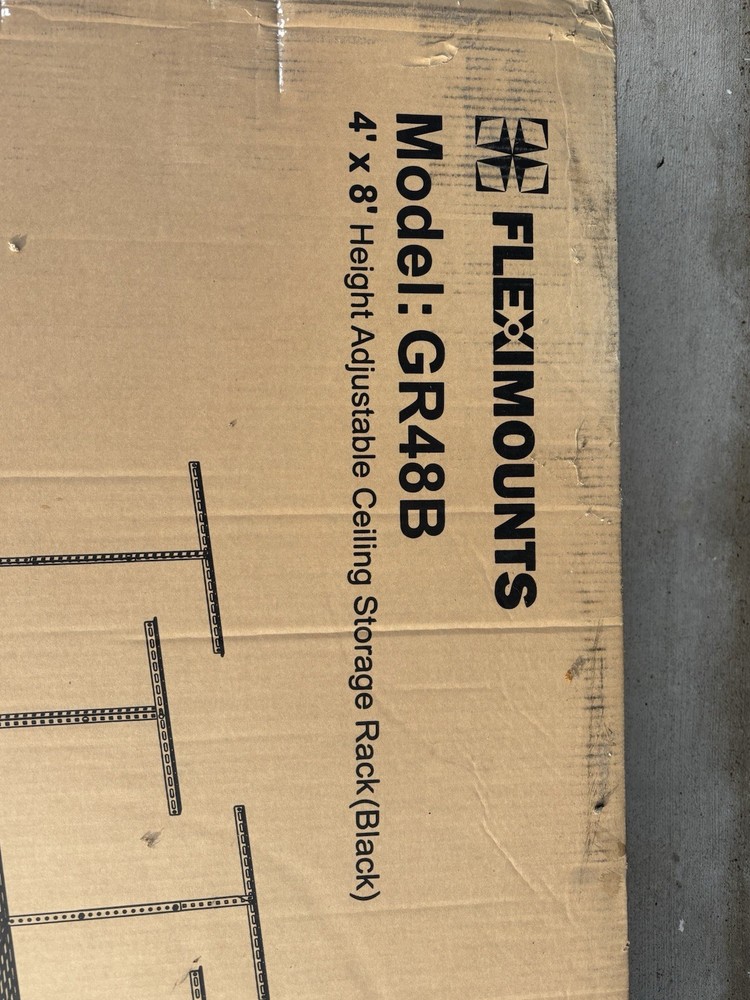 FLEXIMOUNTS
Model: GR48B
4' x 8' Height Adjustable Ceiling Storage Rack(Black)